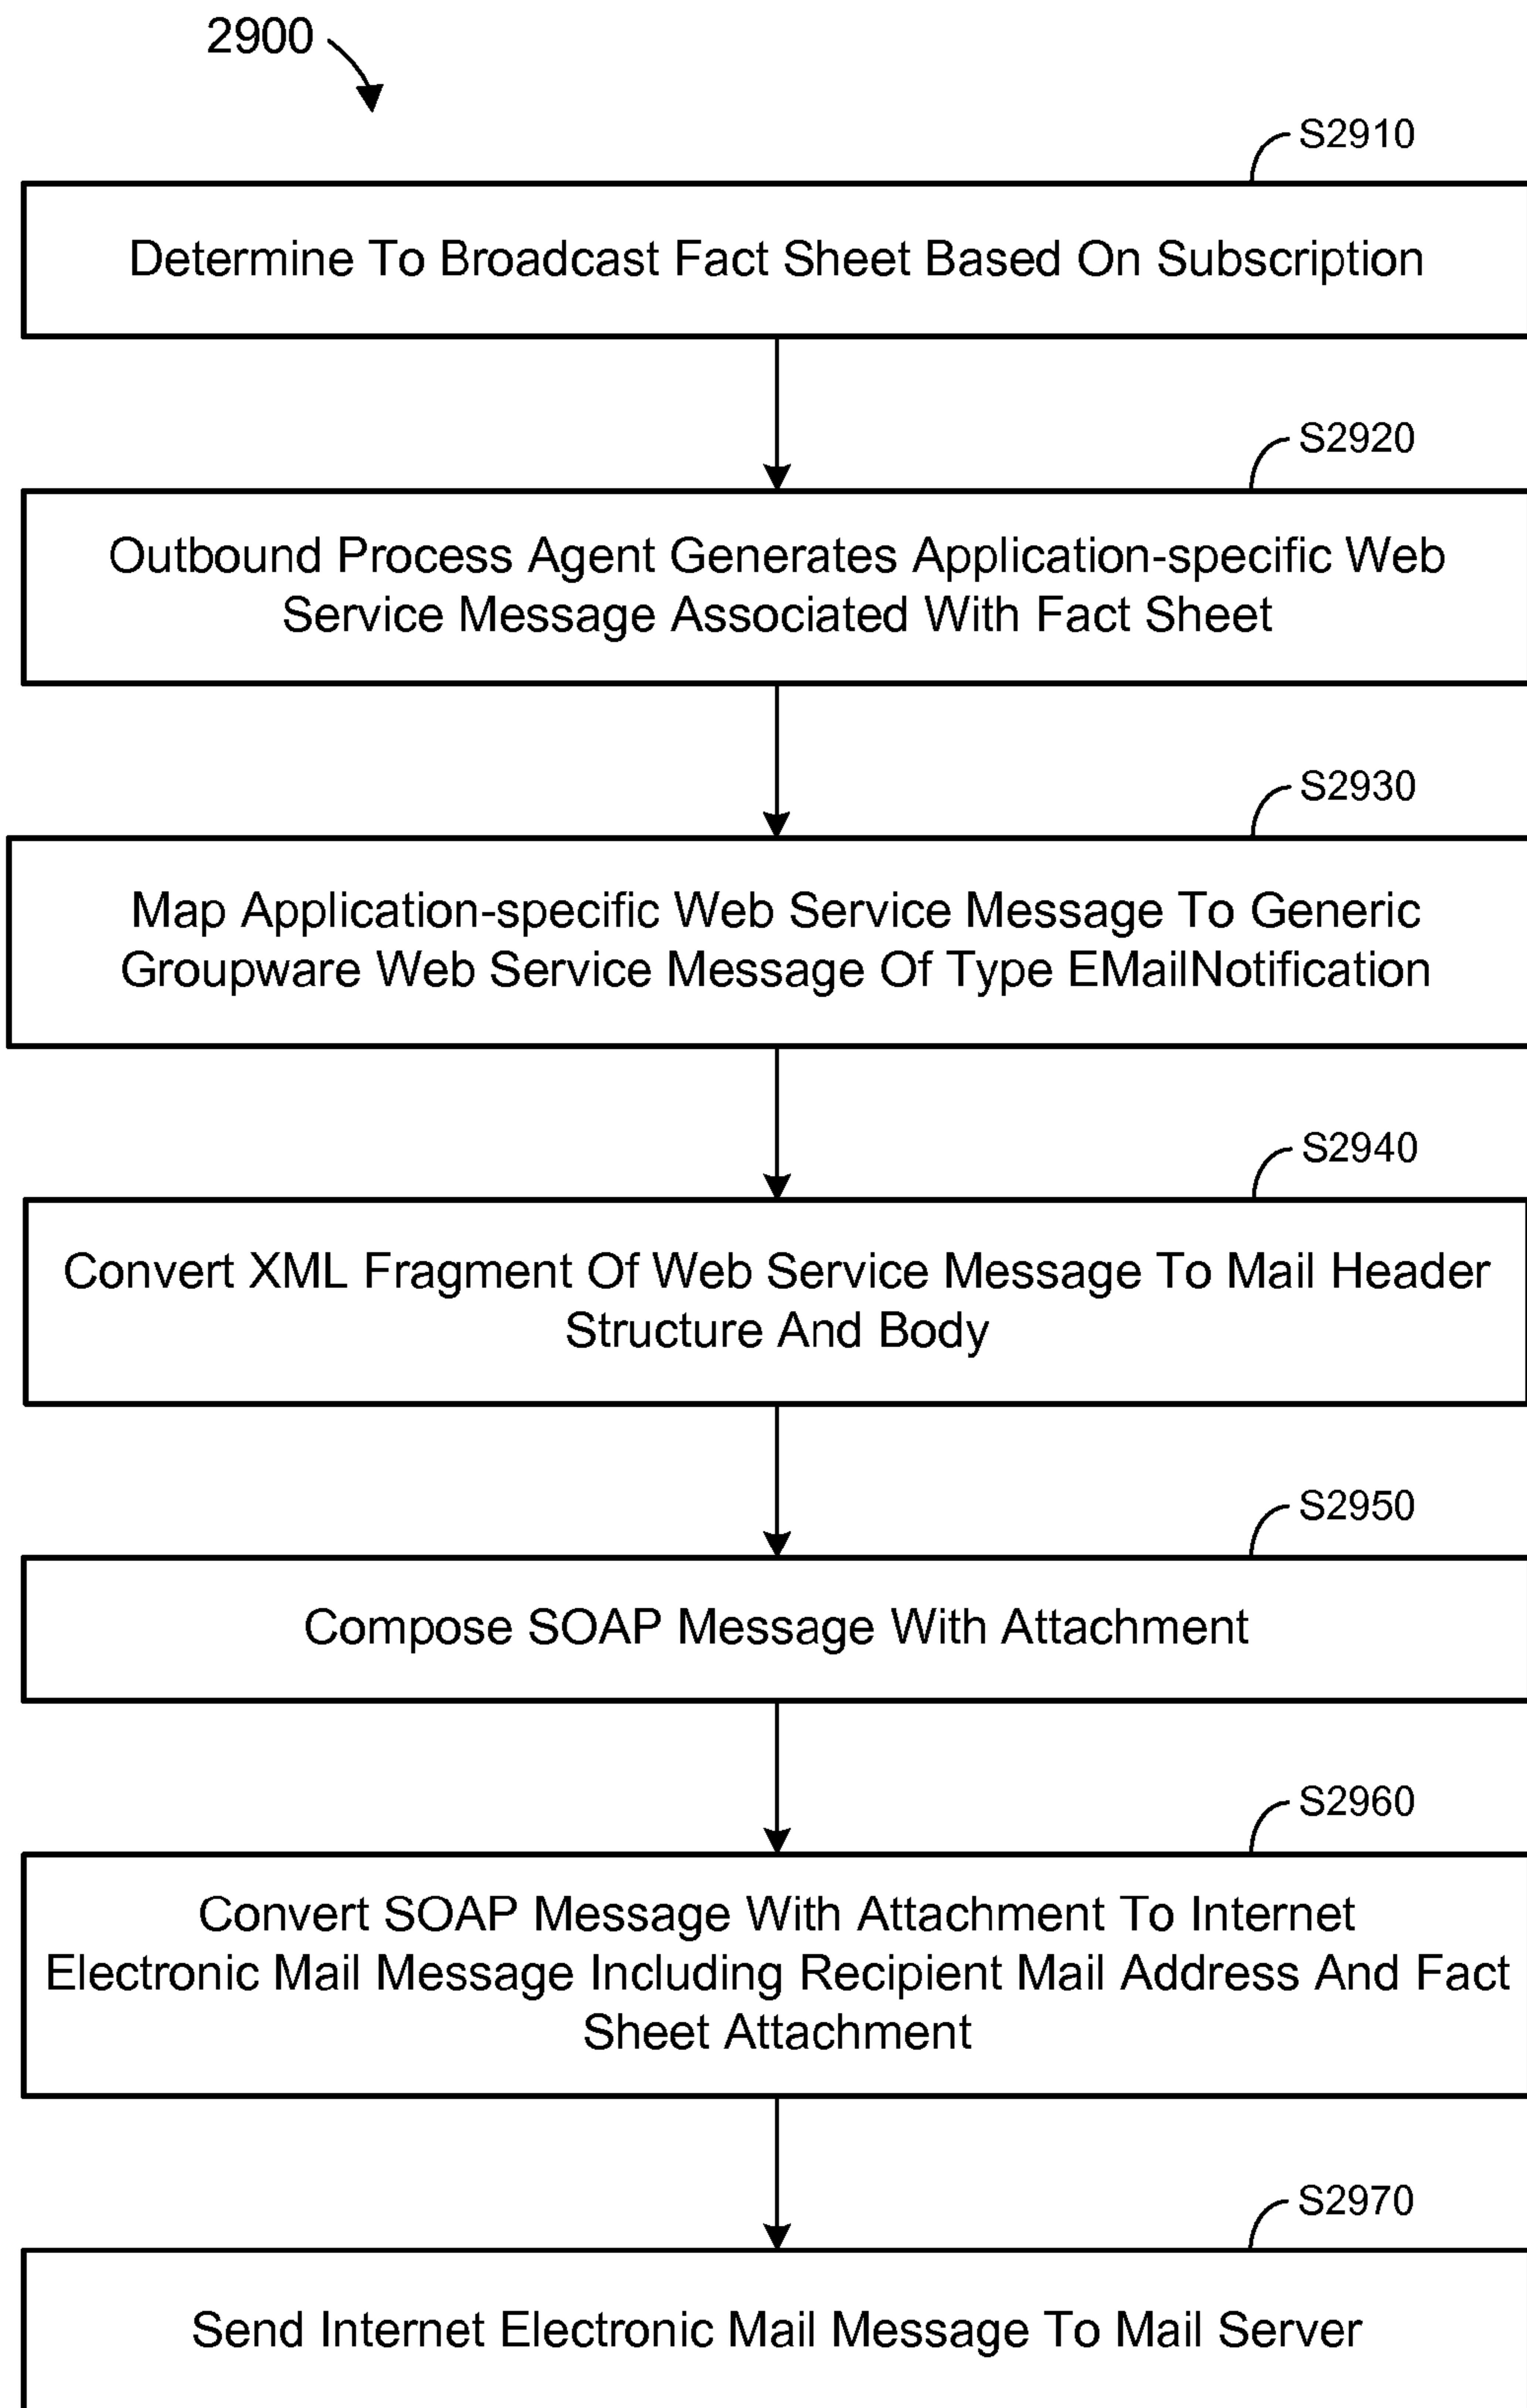 2900
S2910
Determine To Broadcast Fact Sheet Based On Subscription
S2920
Outbound Process Agent Generates Application-specific Web
Service Message Associated With Fact Sheet
S2930
Map Application-specific Web Service Message To Generic
Groupware Web Service Message Of Type EMailNotification
S2940
Convert XML Fragment Of Web Service Message To Mail Header
Structure And Body
S2950
Compose SOAP Message With Attachment
S2960
Convert SOAP Message With Attachment To Internet
Electronic Mail Message Including Recipient Mail Address And Fact
Sheet Attachment
S2970
Send Internet Electronic Mail Message To Mail Server